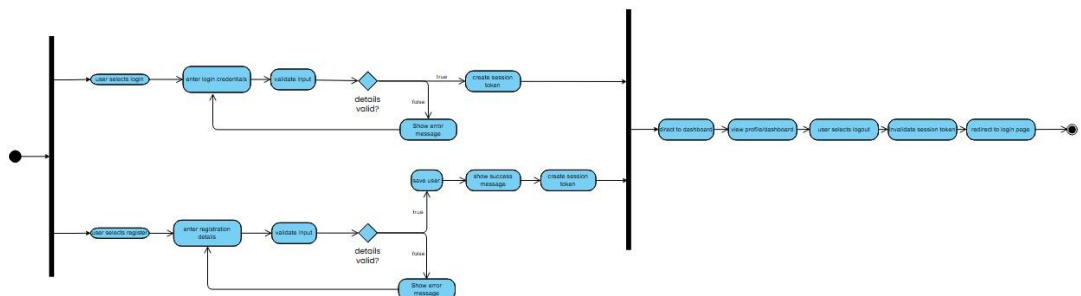 user selects login
enter login credentials
validate input
details
valid?
true
false
create session
token
Show error
message
user selects register
enter registration
details
validate input
details
valid?
true
false
save user
show success
message
create session
token
Show error
message
direct to dashboard
view profile/dashboard
user selects logout
invalidate session token
redirect to login page